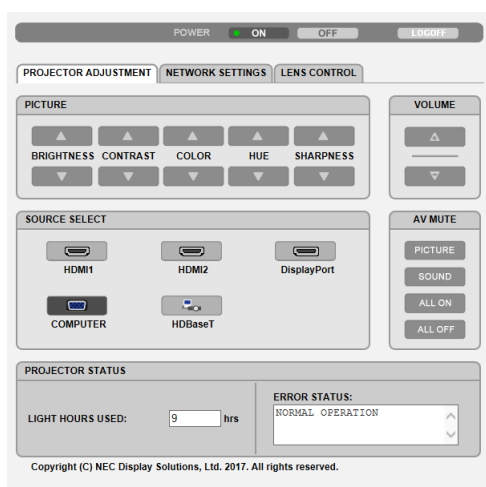 POWER ON OFF LOGOFF
PROJECTOR ADJUSTMENT NETWORK SETTINGS LENS CONTROL
PICTURE
BRIGHTNESS CONTRAST COLOR HUE SHARPNESS
VOLUME
SOURCE SELECT
HDMI1 HDMI2 DisplayPort
COMPUTER HDBaseT
AV MUTE
PICTURE
SOUND
ALL ON
ALL OFF
PROJECTOR STATUS
LIGHT HOURS USED: 9 hrs
ERROR STATUS:
NORMAL OPERATION
Copyright (C) NEC Display Solutions, Ltd. 2017. All rights reserved.